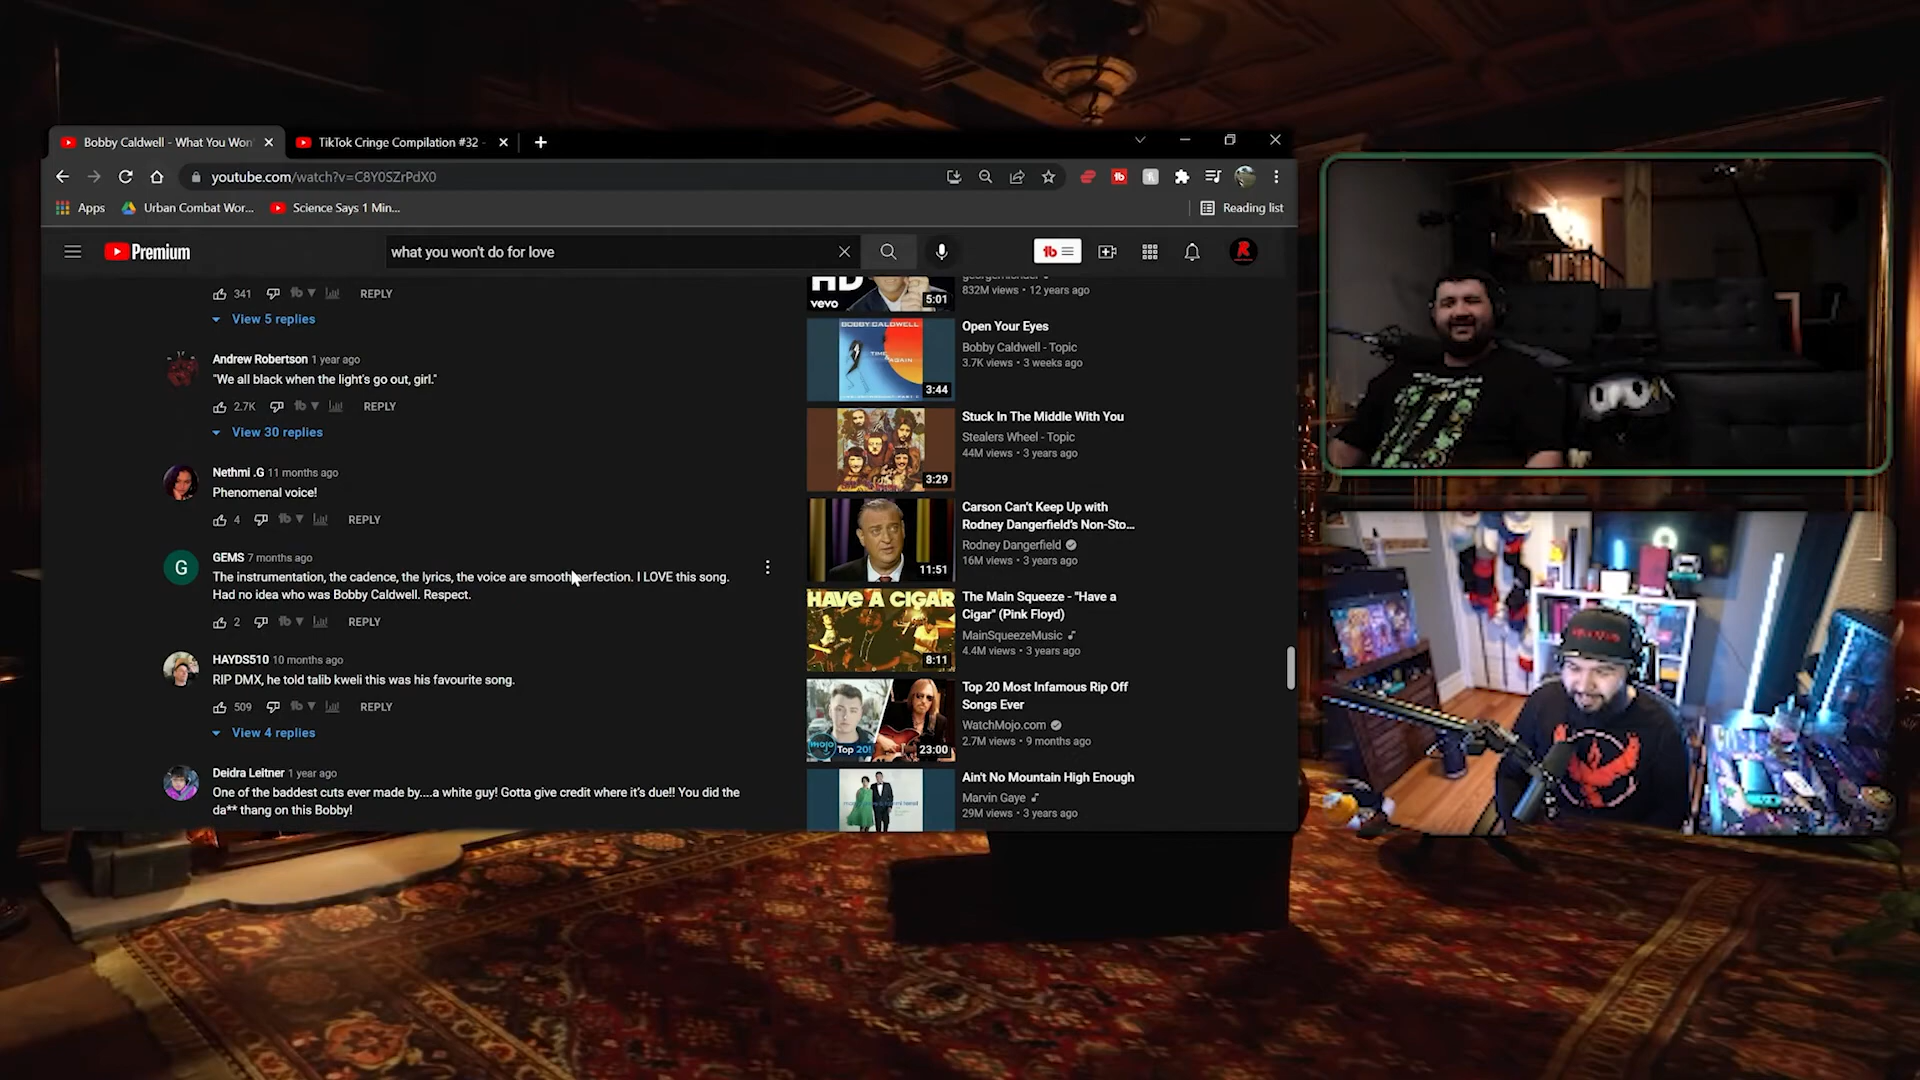 Bobby Caldwell - What You Won'
TikTok Cringe Compilation #32 -
youtube.com/watch?v=C8Y0SZrPdX0
Apps
Urban Combat Wor...
Science Says 1 Min...
Reading list
Premium
what you won't do for love
341
REPLY
View 5 replies
Andrew Robertson 1 year ago
"We all black when the light's go out, girl."
2.7K
REPLY
View 30 replies
Nethmi .G 11 months ago
Phenomenal voice!
4
REPLY
G
GEMS 7 months ago
The instrumentation, the cadence, the lyrics, the voice are smooth perfection. I LOVE this song.
Had no idea who was Bobby Caldwell. Respect.
2
REPLY
HAYDS510 10 months ago
RIP DMX, he told talib kweli this was his favourite song.
509
REPLY
View 4 replies
Deidra Leitner 1 year ago
One of the baddest cuts ever made by....a white guy! Gotta give credit where it's due!! You did the
da** thang on this Bobby!
HD
vevo
5:01
832M views • 12 years ago
BOBBY CALDWELL
3:44
Open Your Eyes
Bobby Caldwell - Topic
3.7K views • 3 weeks ago
3:29
Stuck In The Middle With You
Stealers Wheel - Topic
44M views • 3 years ago
11:51
Carson Can't Keep Up with
Rodney Dangerfield's Non-Sto...
Rodney Dangerfield
16M views • 3 years ago
HAVE A CIGAR
8:11
The Main Squeeze - "Have a
Cigar" (Pink Floyd)
MainSqueezeMusic
4.4M views • 3 years ago
mojo
Top 20!
23:00
Top 20 Most Infamous Rip Off
Songs Ever
WatchMojo.com
2.7M views • 9 months ago
Ain't No Mountain High Enough
Marvin Gaye
29M views • 3 years ago